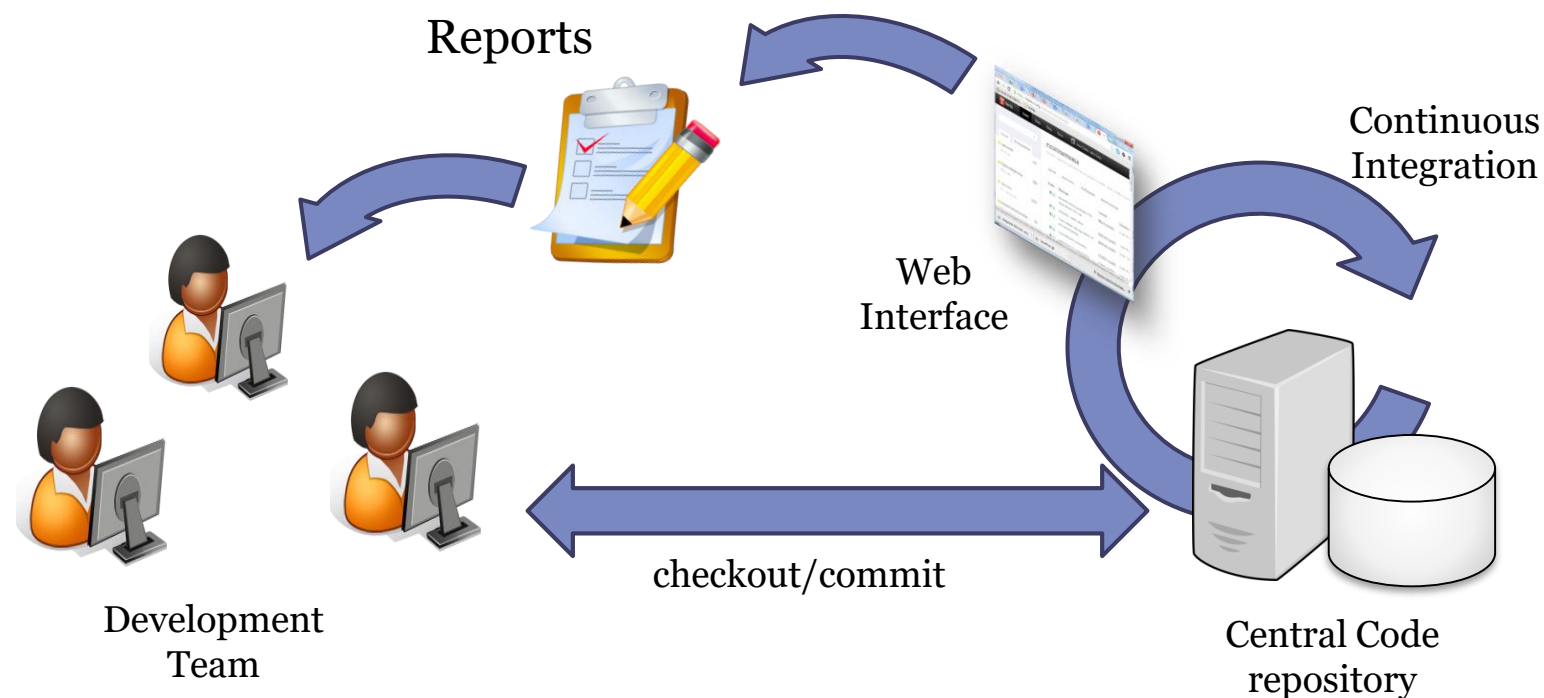 Reports
Continuous
Integration
Web
Interface
checkout/commit
Development
Team
Central Code
repository